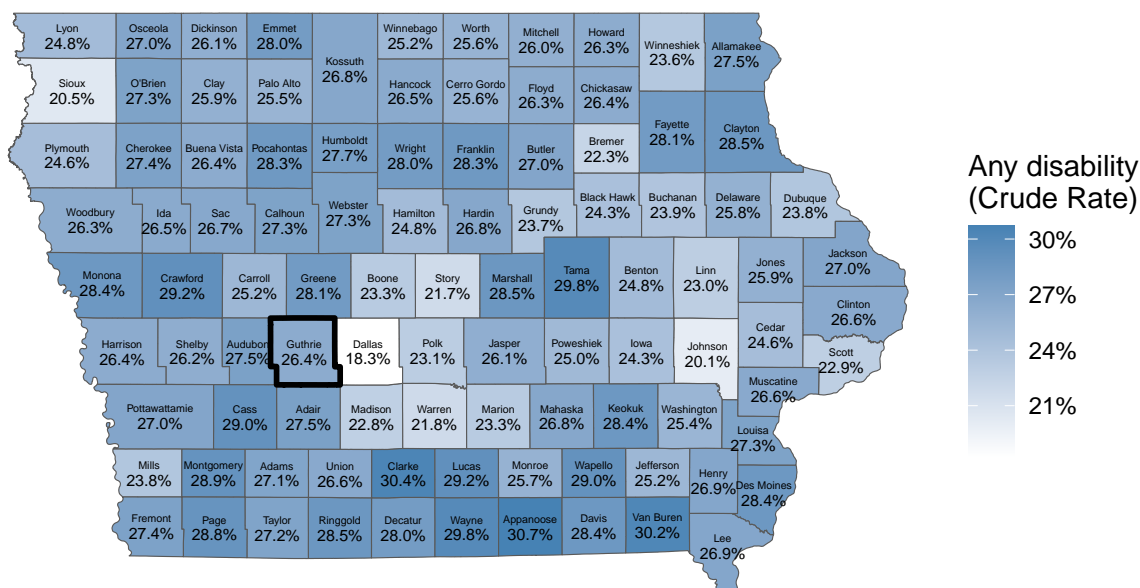 Lyon
24.8%
Osceola
27.0%
Dickinson
26.1%
Emmet
28.0%
Kossuth
26.8%
Winnebago
25.2%
Worth
25.6%
Mitchell
26.0%
Howard
26.3%
Winneshiek
23.6%
Allamakee
27.5%
Sioux
20.5%
O'Brien
27.3%
Clay
25.9%
Palo Alto
25.5%
Hancock
26.5%
Cerro Gordo
25.6%
Floyd
26.3%
Chickasaw
26.4%
Plymouth
24.6%
Cherokee
27.4%
Buena Vista
26.4%
Pocahontas
28.3%
Humboldt
27.7%
Wright
28.0%
Franklin
28.3%
Butler
27.0%
Bremer
22.3%
Fayette
28.1%
Clayton
28.5%
Woodbury
26.3%
Ida
26.5%
Sac
26.7%
Calhoun
27.3%
Webster
27.3%
Hamilton
24.8%
Hardin
26.8%
Grundy
23.7%
Black Hawk
24.3%
Buchanan
23.9%
Delaware
25.8%
Dubuque
23.8%
Monona
28.4%
Crawford
29.2%
Carroll
25.2%
Greene
28.1%
Boone
23.3%
Story
21.7%
Marshall
28.5%
Tama
29.8%
Benton
24.8%
Linn
23.0%
Jones
25.9%
Jackson
27.0%
Clinton
26.6%
Harrison
26.4%
Shelby
26.2%
Audubon
27.5%
Guthrie
26.4%
Dallas
18.3%
Polk
23.1%
Jasper
26.1%
Poweshiek
25.0%
Iowa
24.3%
Johnson
20.1%
Cedar
24.6%
Scott
22.9%
Muscatine
26.6%
Pottawattamie
27.0%
Cass
29.0%
Adair
27.5%
Madison
22.8%
Warren
21.8%
Marion
23.3%
Mahaska
26.8%
Keokuk
28.4%
Washington
25.4%
Louisa
27.3%
Mills
23.8%
Montgomery
28.9%
Adams
27.1%
Union
26.6%
Clarke
30.4%
Lucas
29.2%
Monroe
25.7%
Wapello
29.0%
Jefferson
25.2%
Henry
26.9%
Des Moines
28.4%
Fremont
27.4%
Page
28.8%
Taylor
27.2%
Ringgold
28.5%
Decatur
28.0%
Wayne
29.8%
Appanoose
30.7%
Davis
28.4%
Van Buren
30.2%
Lee
26.9%
Any disability
(Crude Rate)
30%
27%
24%
21%